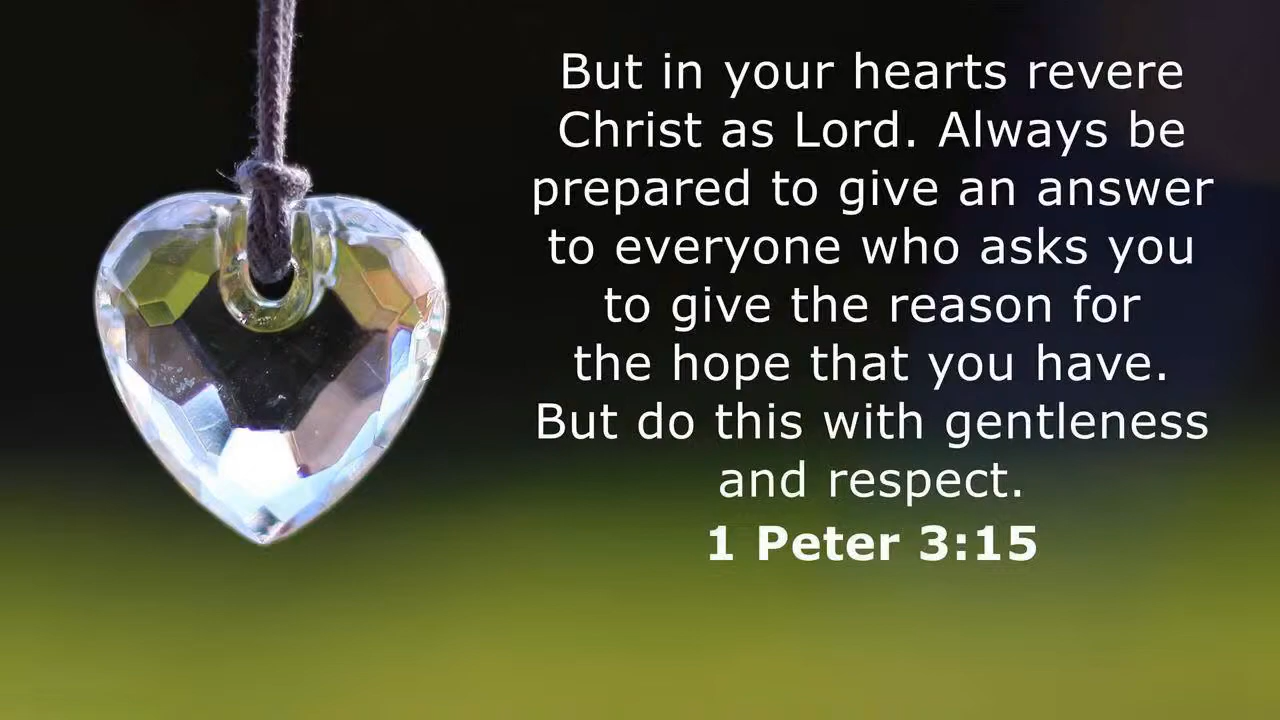 But in your hearts revere
Christ as Lord. Always be
prepared to give an answer
to everyone who asks you
to give the reason for
the hope that you have.
But do this with gentleness
and respect.
1 Peter 3:15